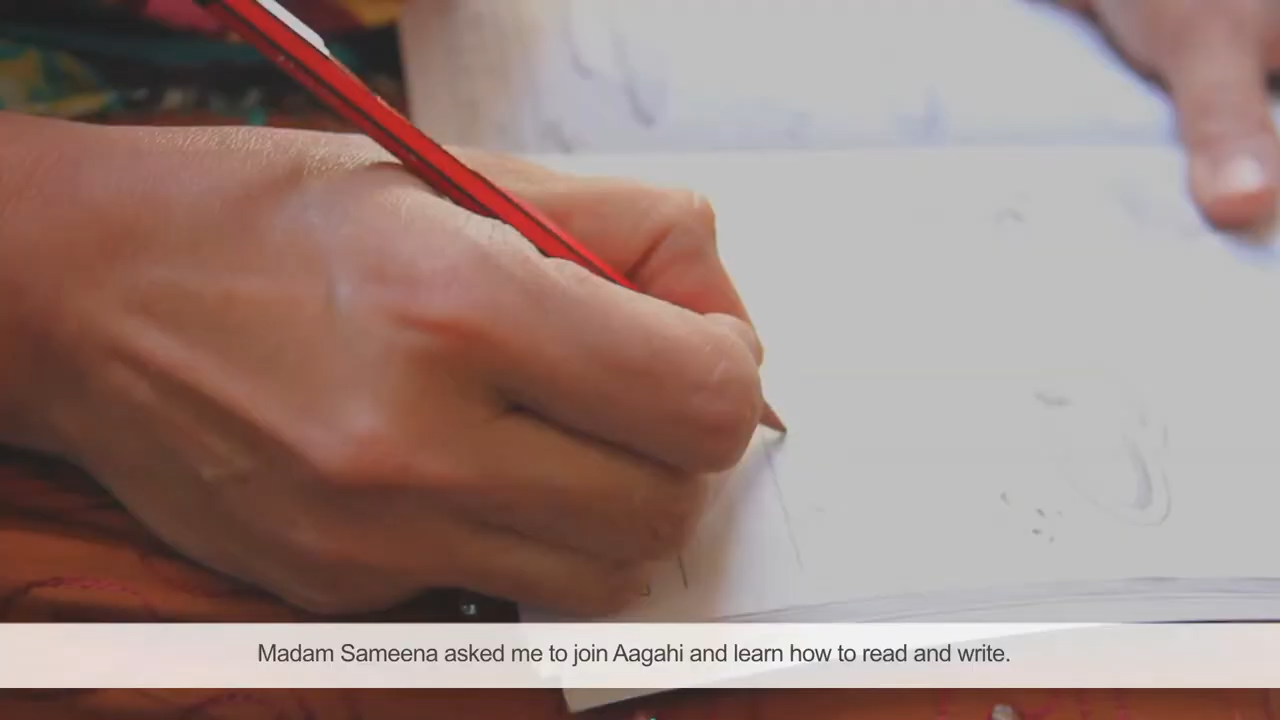 Madam Sameena asked me to join Aagahi and learn how to read and write.